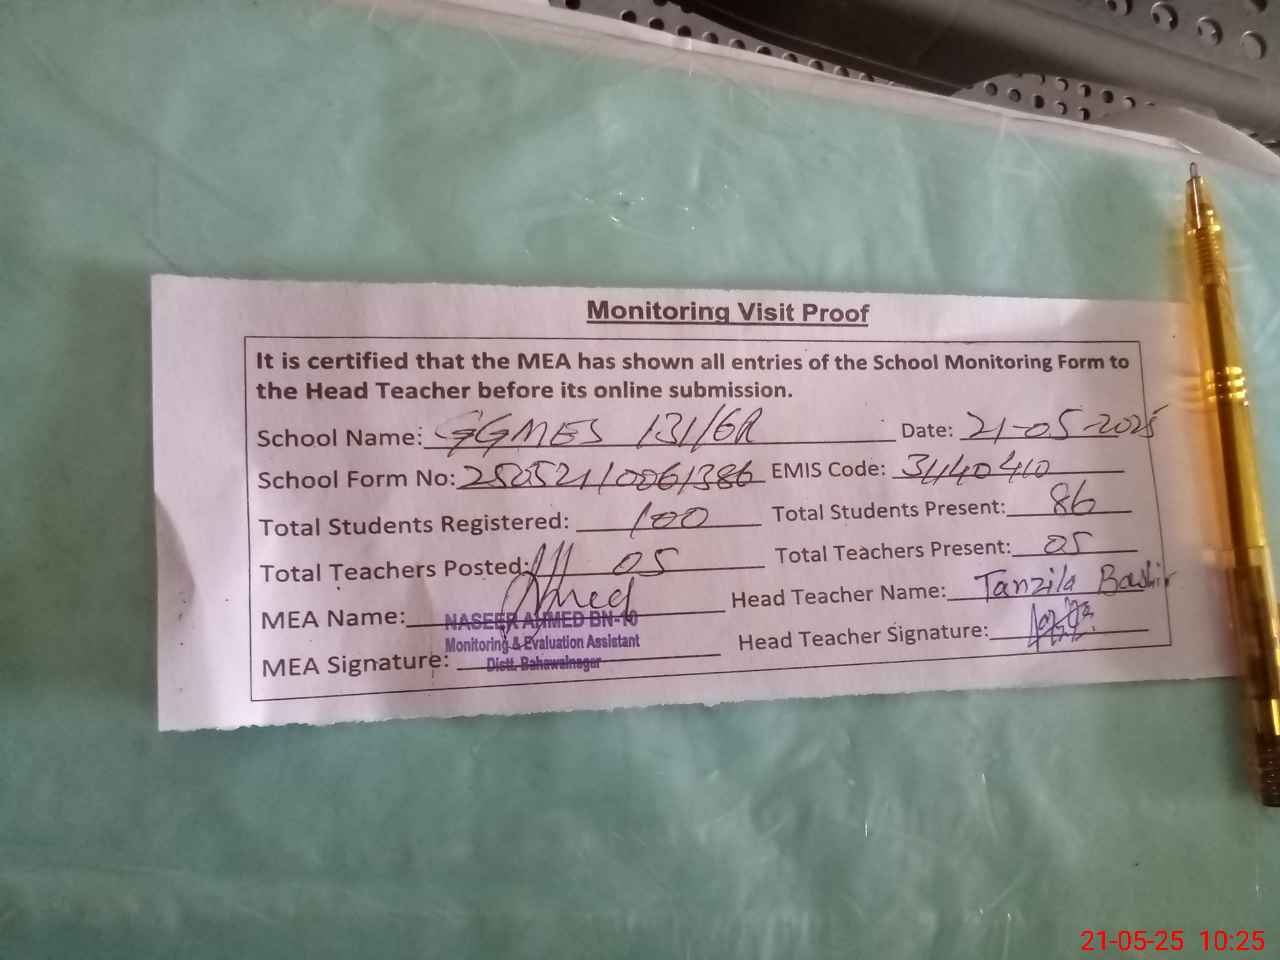 Monitoring Visit Proof
It is certified that the MEA has shown all entries of the School Monitoring Form to
the Head Teacher before its online submission.
School Name: GGMES 131/6R Date: 21-05-2025
School Form No: 250521/0061386 EMIS Code: 31140410
Total Students Registered: 100 Total Students Present: 86
Total Teachers Posted: 05 Total Teachers Present: 05
MEA Name: Head Teacher Name: Tanzila Bashir
NASEER AHMED BN-10
Monitoring & Evaluation Assistant
Distt. Bahawalnagar
MEA Signature: Head Teacher Signature:
21-05-25 10:25